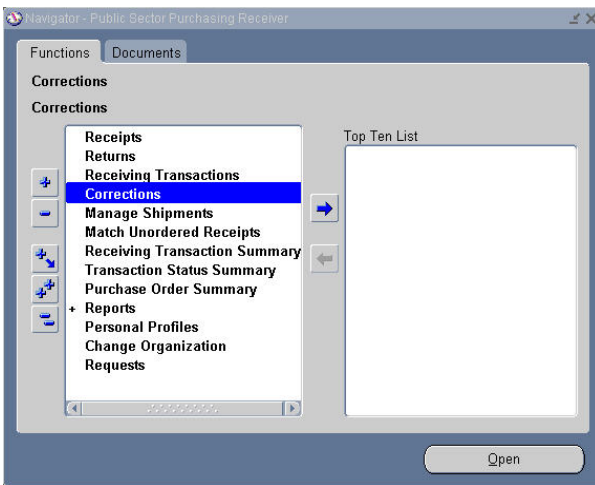 Navigator - Public Sector Purchasing Receiver
Functions Documents
Corrections
Corrections
Top Ten List
Receipts
Returns
Receiving Transactions
Corrections
Manage Shipments
Match Unordered Receipts
Receiving Transaction Summary
Transaction Status Summary
Purchase Order Summary
+ Reports
Personal Profiles
Change Organization
Requests
Open